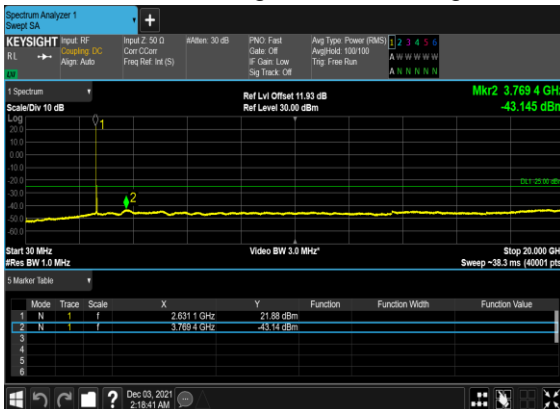 Spectrum Analyzer 1
Swept SA
KEYSIGHT Input: RF Input Z: 50 Ω #Atten: 30 dB PNO: Fast Avg Type: Power (RMS) 1 2 3 4 5 6
RL Coupling: DC Corr CCorr Gate: Off Avg|Hold: 100/100 A W W W W W
Align: Auto Freq Ref: Int (S) IF Gain: Low Trig: Free Run
Sig Track: Off A N N N N N
1 Spectrum Ref Lvl Offset 11.93 dB Mkr2 3.769 4 GHz
Scale/Div 10 dB Ref Level 30.00 dBm -43.145 dBm
Log
20.0
10.0
0.00
-10.0
-20.0
-30.0
-40.0
-50.0
-60.0
1
2
Start 30 MHz Video BW 3.0 MHz* Stop 20.000 GH
#Res BW 1.0 MHz Sweep ~38.3 ms (40001 pts
5 Marker Table
Mode Trace Scale X Y Function Function Width Function Value
1 N 1 f 2.631 1 GHz 21.88 dBm
2 N 1 f 3.769 4 GHz -43.14 dBm
3
4
5
6
Dec 03, 2021
2:18:41 AM